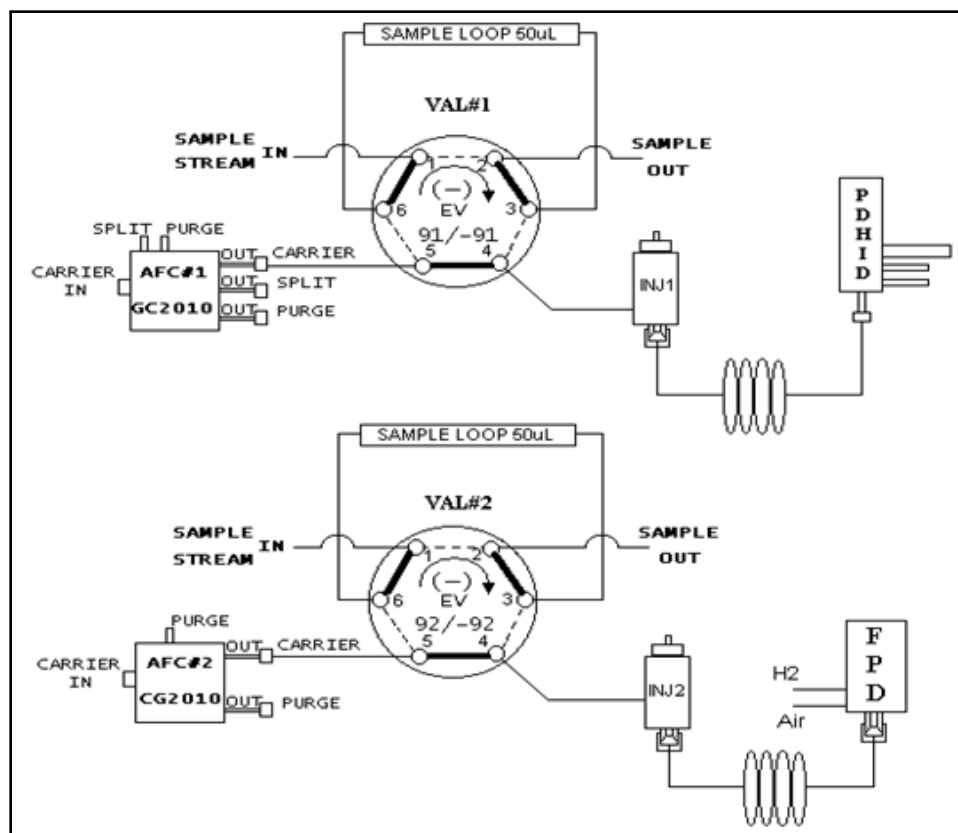 SAMPLE LOOP 50uL
VAL#1
SAMPLE
STREAM
IN
SAMPLE
OUT
1
2
(—)
6
EV
3
91/-91
5
4
SPLIT PURGE
OUT CARRIER
CARRIER
IN
AFC#1
OUT SPLIT
GC2010
OUT PURGE
INJ1
PDHID
SAMPLE LOOP 50uL
VAL#2
SAMPLE
STREAM
IN
SAMPLE
OUT
1
2
(—)
6
EV
3
92/-92
5
4
PURGE
OUT CARRIER
CARRIER
IN
AFC#2
CG2010
OUT PURGE
INJ2
FPD
H2
Air